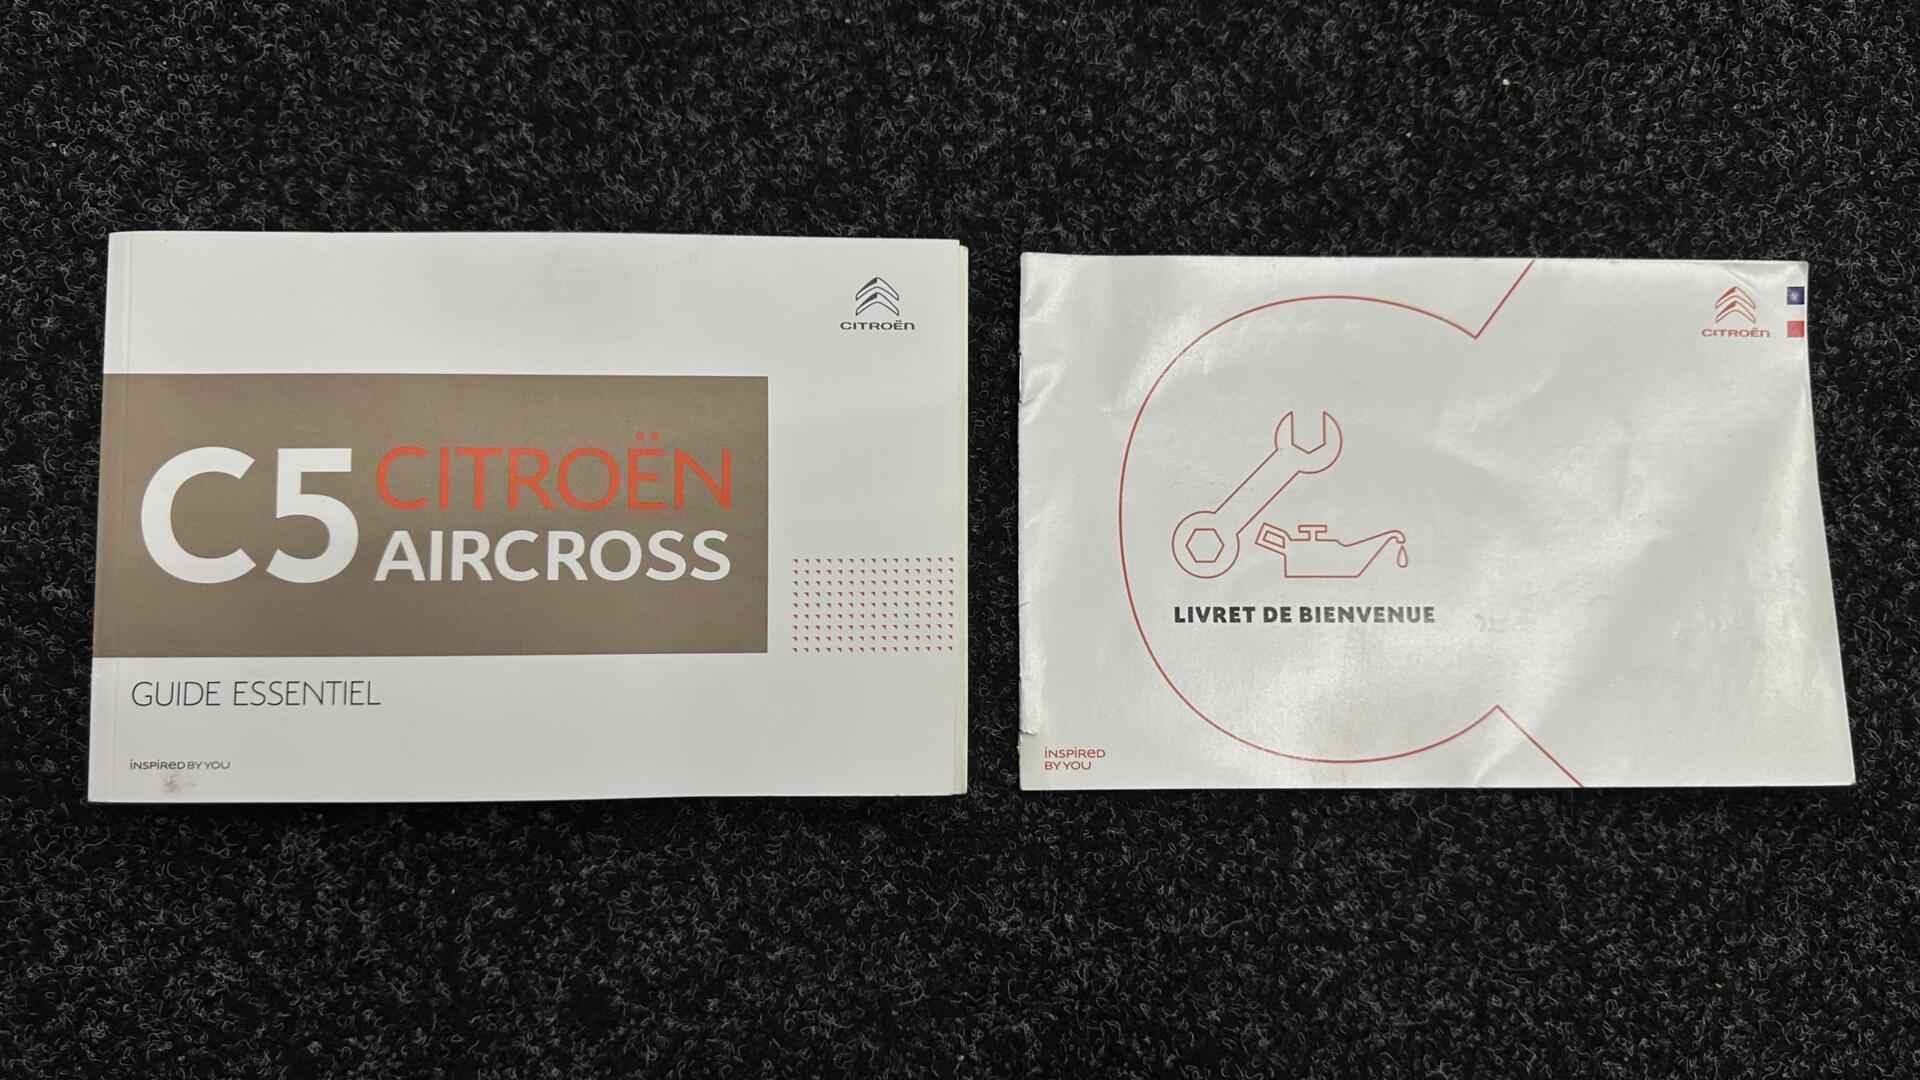 CITROËN
C5 CITROËN
AIRCROSS
GUIDE ESSENTIEL
inspired BY YOU
CITROËN
LIVRET DE BIENVENUE
inspired
BY YOU